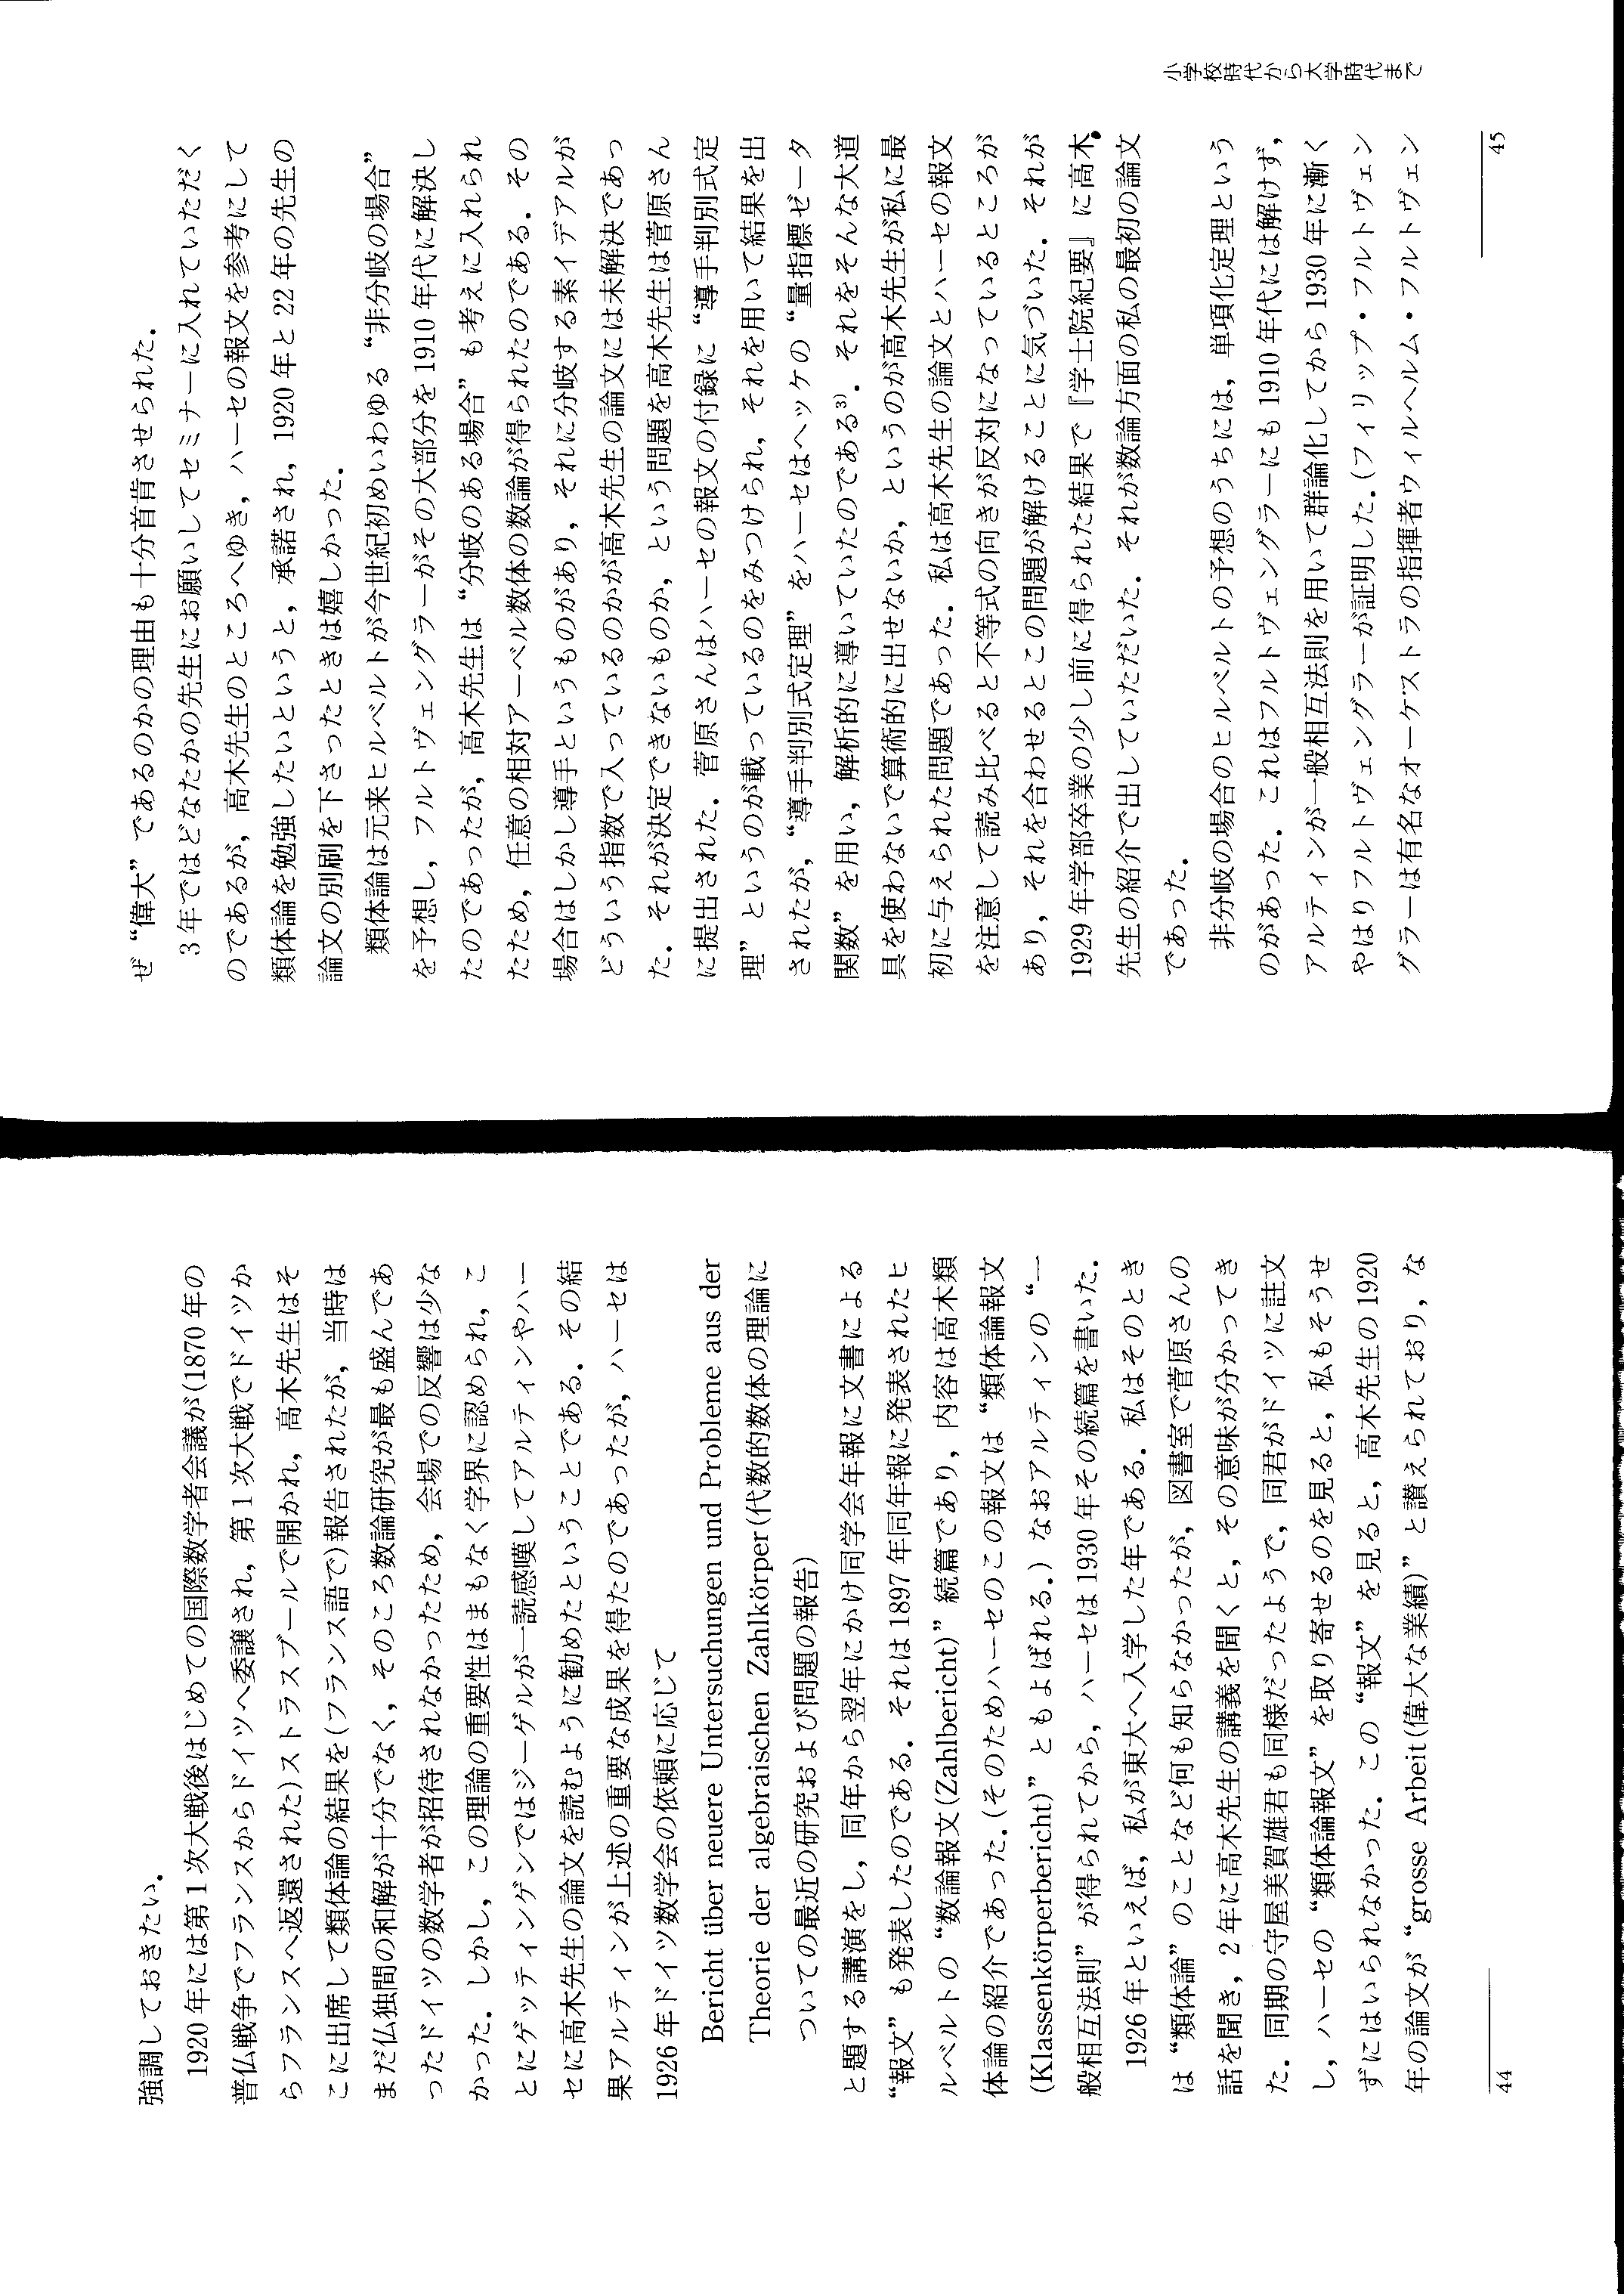 強調しておきたい．
1920年には第1次大戦後はじめての国際数学者会議が(1870年の
普仏戦争でフランスからドイツへ委譲され，第1次大戦でドイツか
らフランスへ返還された)ストラスブールで開かれ，高木先生はそ
こに出席して類体論の結果を(フランス語で)報告されたが，当時は
まだ仏独間の和解が十分でなく，そのころ数論研究が最も盛んであ
ったドイツの数学者が招待されなかったため，会場での反響は少な
かった．しかし，この理論の重要性はまもなく学界に認められ，こ
とにゲッティンゲンではジーゲルが一読感嘆してアルティンやハー
セに高木先生の論文を読むように勧めたということである．その結
果アルティンが上述の重要な成果を得たのであったが，ハーセは
1926年ドイツ数学会の依頼に応じて
Bericht über neuere Untersuchungen und Probleme aus der
Theorie der algebraischen Zahlkörper(代数的数体の理論に
ついての最近の研究および問題の報告)
と題する講演をし，同年から翌年にかけ同学会年報に文書による
“報文”も発表したのである．それは1897年同年報に発表されたヒ
ルベルトの“数論報文(Zahlbericht)”続篇であり，内容は高木類
体論の紹介であった．(そのためハーセのこの報文は“類体論報文
(Klassenkörperbericht)”ともよばれる．)なおアルティンの“一
般相互法則”が得られてから，ハーセは1930年その続篇を書いた．
1926年といえば，私が東大へ入学した年である．私はそのとき
は“類体論”のことなど何も知らなかったが，図書室で菅原さんの
話を聞き，2年に高木先生の講義を聞くと，その意味が分かってき
た．同期の守屋美賀雄君も同様だったようで，同君がドイツに註文
し，ハーセの“類体論報文”を取り寄せるのを見ると，私もそうせ
ずにはいられなかった．この“報文”を見ると，高木先生の1920
年の論文が“grosse Arbeit(偉大な業績)”と讃えられており，な
44
ぜ“偉大”であるのかの理由も十分首肯させられた．
3年ではどなたかの先生にお願いしてセミナーに入れていただく
のであるが，高木先生のところへゆき，ハーセの報文を参考にして
類体論を勉強したいというと，承諾され，1920年と22年の先生の
論文の別刷を下さったときは嬉しかった．
類体論は元来ヒルベルトが今世紀初めいわゆる“非分岐の場合”
を予想し，フルトヴェングラーがその大部分を1910年代に解決し
たのであったが，高木先生は“分岐のある場合”も考えに入れられ
たため，任意の相対アーベル数体の数論が得られたのである．その
場合はしかし導手というものがあり，それに分岐する素イデアルが
どういう指数で入っているのかが高木先生の論文には未解決であっ
た．それが決定できないものか，という問題を高木先生は菅原さん
に提出された．菅原さんはハーセの報文の付録に“導手判別式定
理”というのが載っているのをみつけられ，それを用いて結果を出
されたが，“導手判別式定理”をハーセはヘッケの“量指標ゼータ
関数”を用い，解析的に導いていたのである3)．それをそんな大道
具を使わないで算術的に出せないか，というのが高木先生が私に最
初に与えられた問題であった．私は高木先生の論文とハーセの報文
を注意して読み比べると不等式の向きが反対になっているところが
あり，それを合わせるとこの問題が解けることに気づいた．それが
1929年学部卒業の少し前に得られた結果で『学士院紀要』に高木
先生の紹介で出していただいた．それが数論方面の私の最初の論文
であった．
非分岐の場合のヒルベルトの予想のうちには，単項化定理という
のがあった．これはフルトヴェングラーにも1910年代には解けず，
アルティンが一般相互法則を用いて群論化してから1930年に漸く
やはりフルトヴェングラーが証明した．(フィリップ・フルトヴェン
グラーは有名なオーケストラの指揮者ウィルヘルム・フルトヴェン
小学校時代から大学時代まで
45